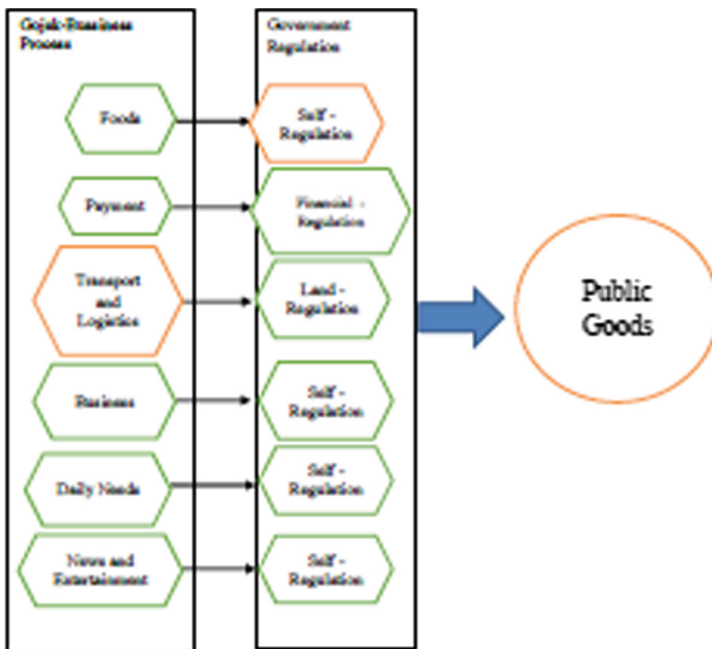 Gojek-Bussiness
Process
Foods
Payment
Transport
and
Logistics
Business
Daily Needs
News and
Entertainment
Government
Regulation
Self -
Regulation
Financial -
Regulation
Land -
Regulation
Self -
Regulation
Self -
Regulation
Self -
Regulation
Public
Goods